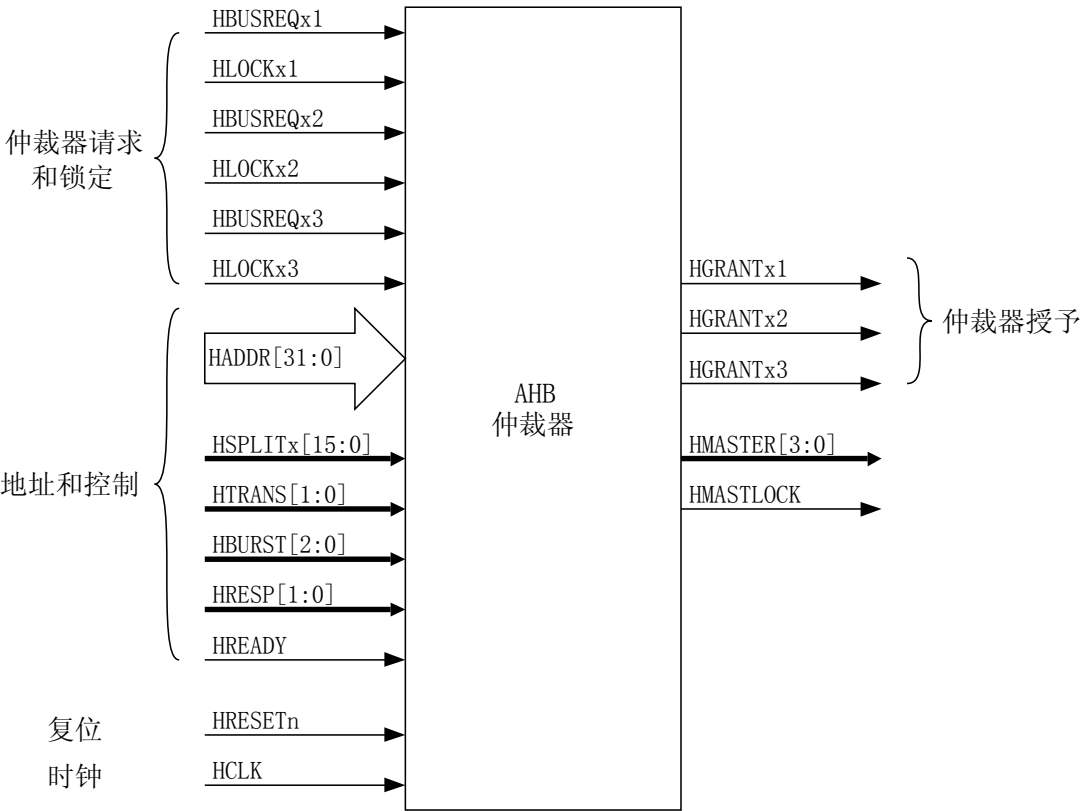 HBUSREQx1
HLOCKx1
HBUSREQx2
仲裁器请求
和锁定
HLOCKx2
HBUSREQx3
HLOCKx3
HADDR[31:0]
HSPLITx[15:0]
地址和控制
HTRANS[1:0]
HBURST[2:0]
HRESP[1:0]
HREADY
复位
HRESETn
时钟
HCLK
AHB
仲裁器
HGRANTx1
HGRANTx2
仲裁器授予
HGRANTx3
HMASTER[3:0]
HMASTLOCK